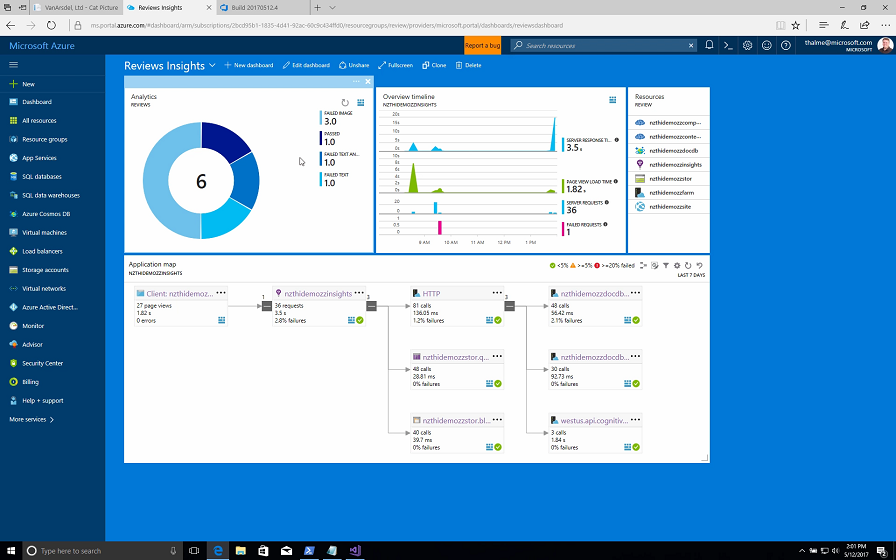 VanArsdel, Ltd - Cat Picture
Reviews Insights
Build 20170512.4
ms.portal.azure.com/#dashboard/arm/subscriptions/2bcd95b1-1835-4d41-92ac-60c9c434ffd0/resourcegroups/review/providers/microsoft.portal/dashboards/reviewsdashboard
Microsoft Azure
Report a bug
Search resources
thalme@microsoft.com
MICROSOFT
New
Dashboard
All resources
Resource groups
App Services
SQL databases
SQL data warehouses
Azure Cosmos DB
Virtual machines
Load balancers
Storage accounts
Virtual networks
Azure Active Direct...
Monitor
Advisor
Security Center
Billing
Help + support
More services
Reviews Insights
New dashboard
Edit dashboard
Unshare
Fullscreen
Clone
Delete
Analytics
REVIEWS
6
FAILED IMAGE
3.0
PASSED
1.0
FAILED TEXT AN...
1.0
FAILED TEXT
1.0
Overview timeline
NZTHIDEMOZZINSIGHTS
20s
15s
10s
5s
0s
15s
10s
5s
0s
20
0
1
0.5
0
8 AM
10 AM
11 AM
12 PM
1 PM
SERVER RESPONSE TI...
3.5 s
PAGE VIEW LOAD TIME
1.82 s
SERVER REQUESTS
36
FAILED REQUESTS
1
Resources
REVIEW
nzthidemozzcomp...
nzthidemozzconte...
nzthidemozzdocdb
nzthidemozzinsights
nzthidemozzstor
nzthidemozzfarm
nzthidemozzsite
Application map
NZTHIDEMOZZINSIGHTS
<5%
>=5%
>=20% failed
LAST 7 DAYS
Client: nzthidemoz...
27 page views
1.82 s
0 errors
1
nzthidemozzinsights
36 requests
3.5 s
2.8% failures
3
HTTP
81 calls
136.05 ms
1.2% failures
3
nzthidemozzdocdb...
48 calls
56.42 ms
2.1% failures
nzthidemozzstor.q...
48 calls
28.81 ms
0% failures
nzthidemozzdocdb...
30 calls
92.73 ms
0% failures
nzthidemozzstor.bl...
40 calls
39.7 ms
0% failures
westus.api.cognitiv...
3 calls
1.84 s
0% failures
Type here to search
2:01 PM
5/12/2017